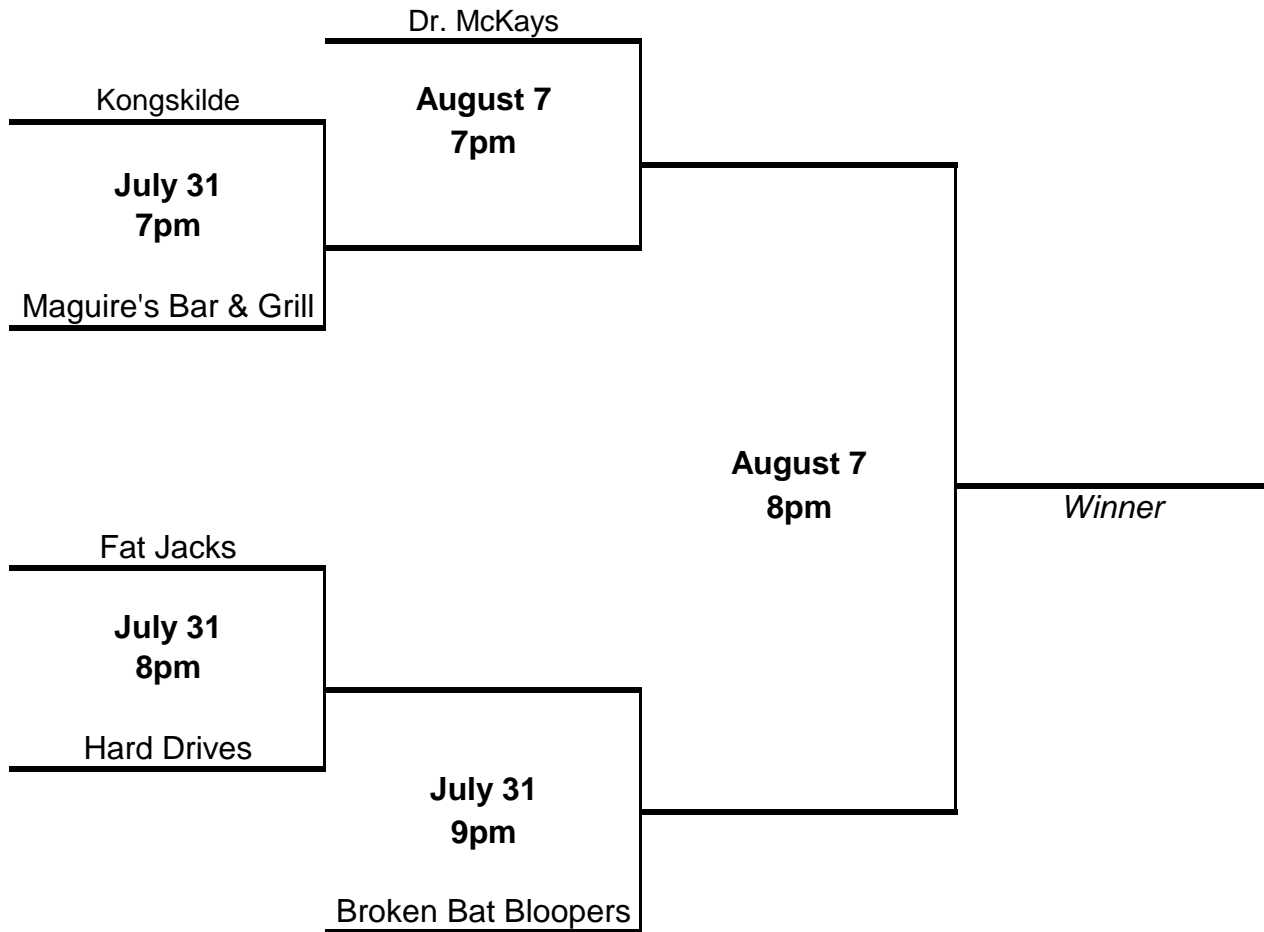 Dr. McKays
Kongskilde
August 7
7pm
July 31
7pm
Maguire's Bar & Grill
August 7
8pm
Winner
Fat Jacks
July 31
8pm
Hard Drives
July 31
9pm
Broken Bat Bloopers